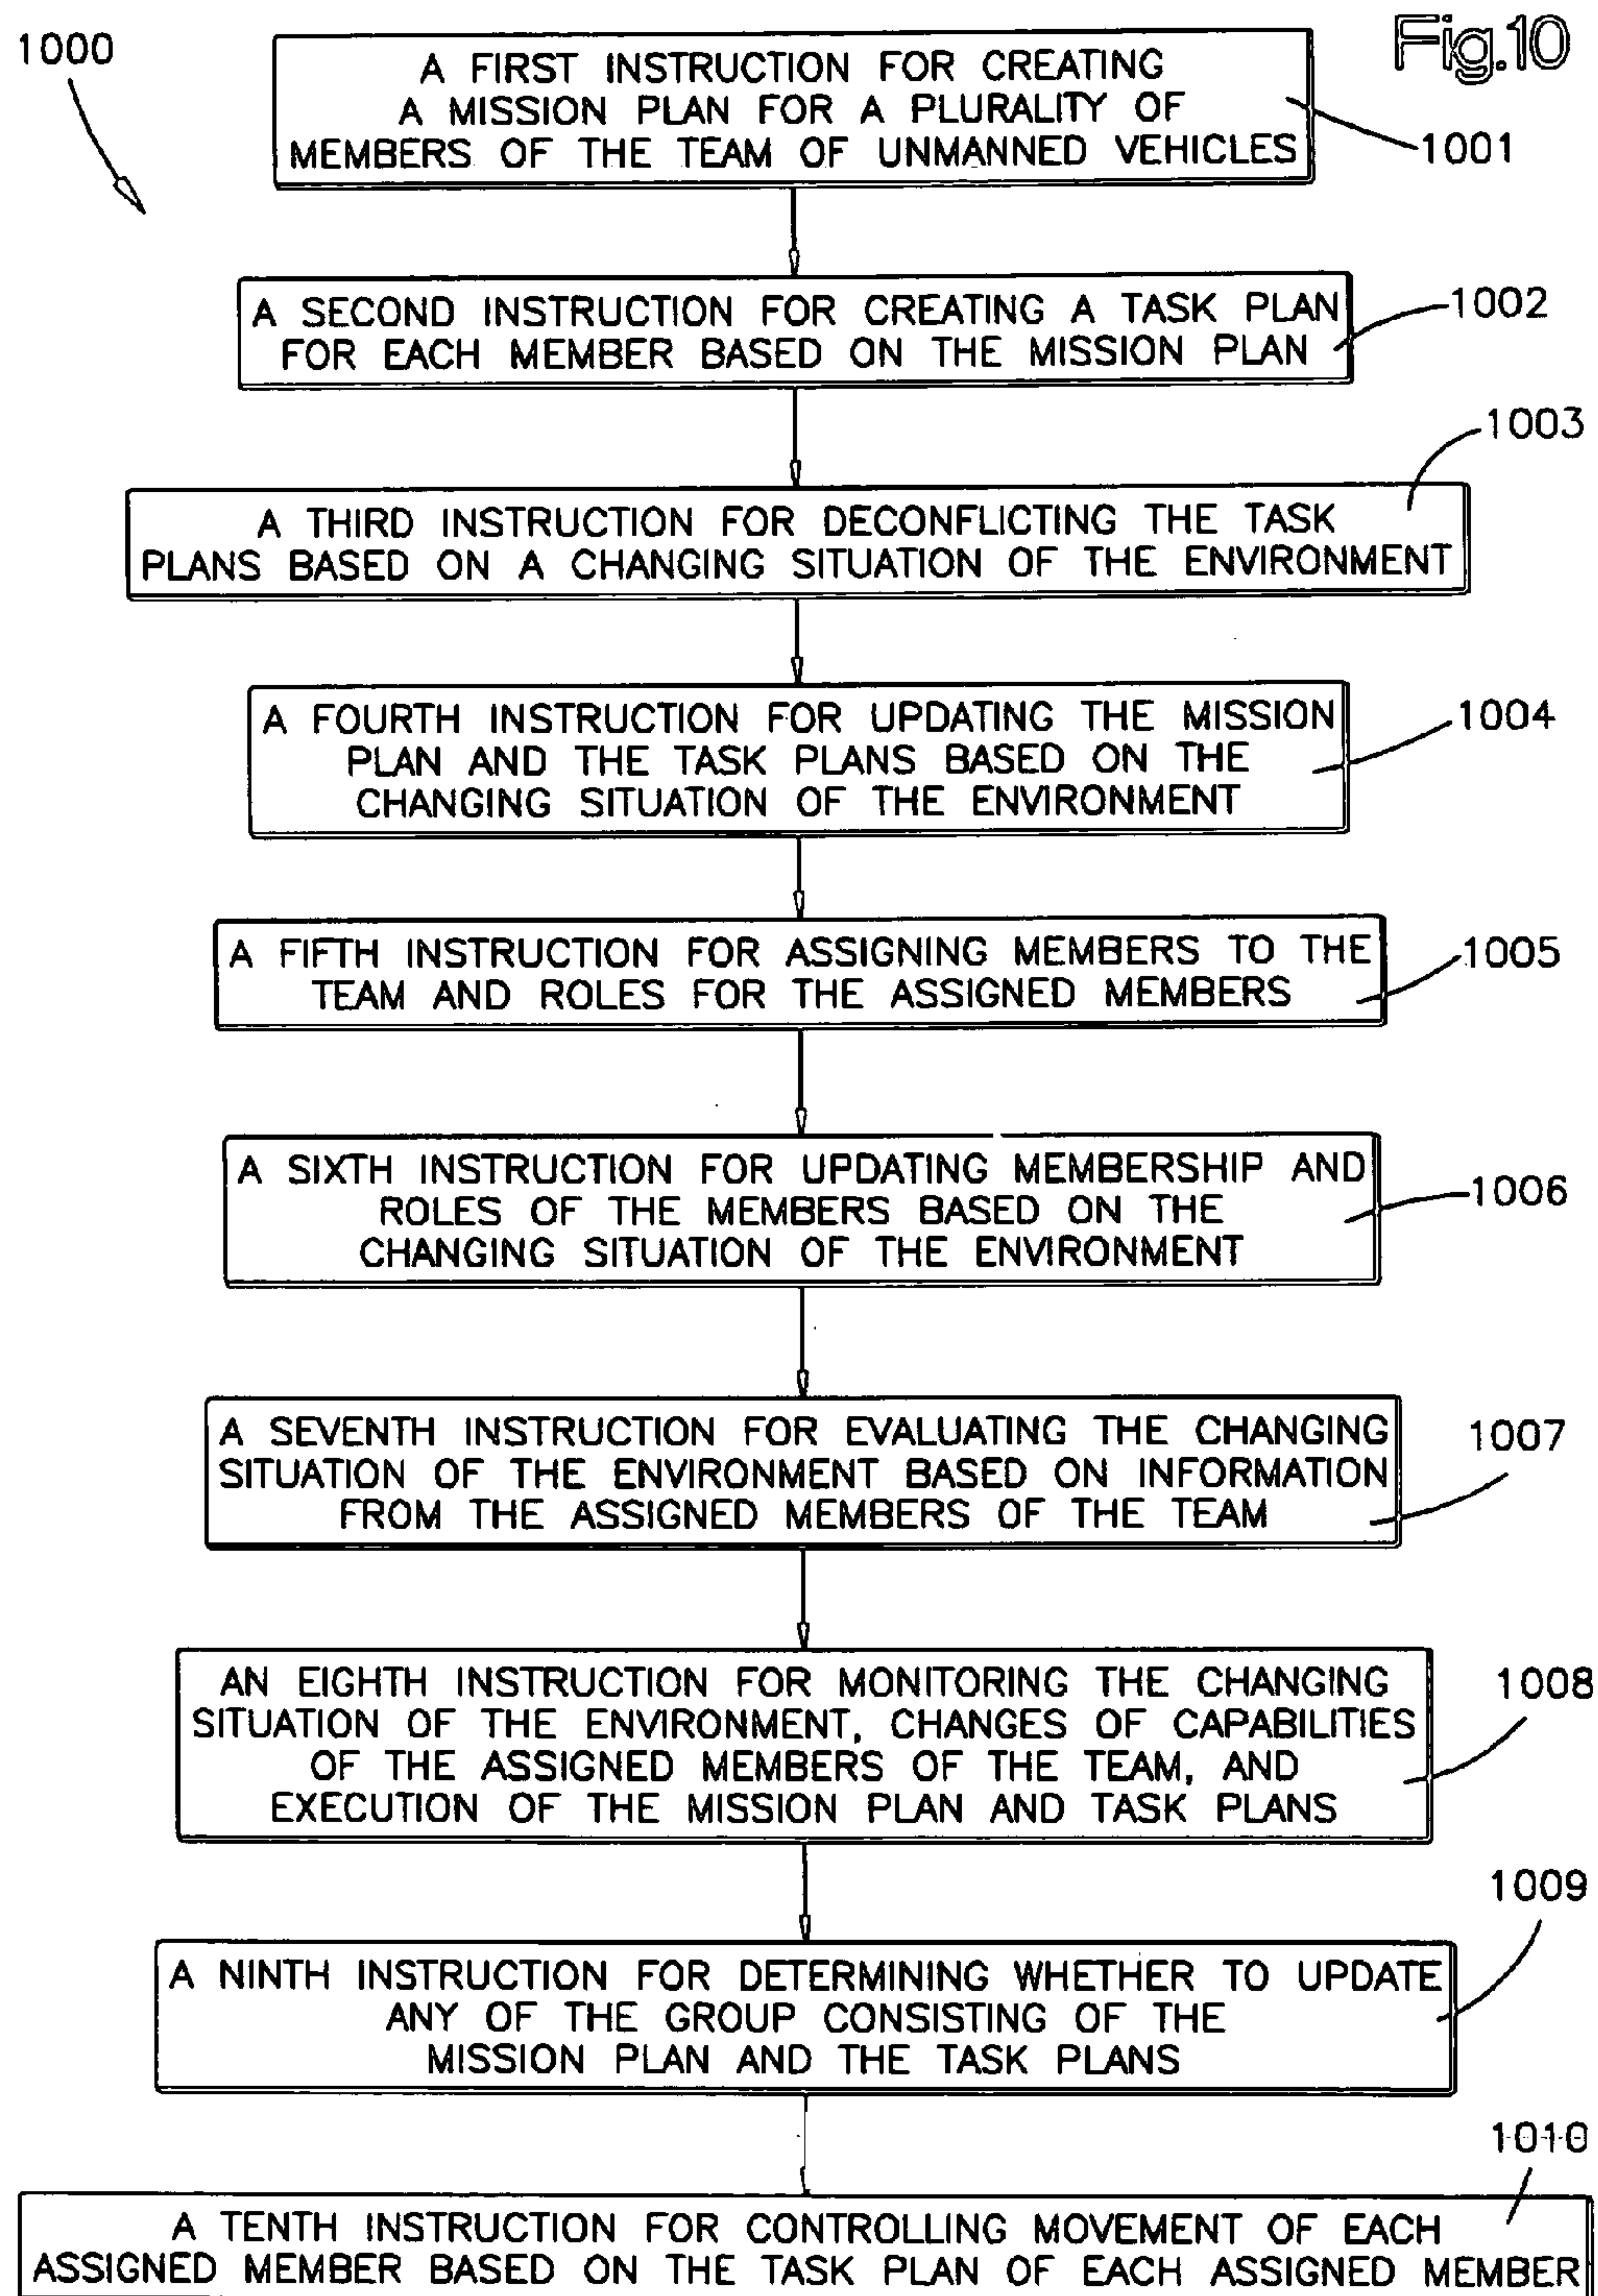 Fig.10
1000
A FIRST INSTRUCTION FOR CREATING
A MISSION PLAN FOR A PLURALITY OF
MEMBERS OF THE TEAM OF UNMANNED VEHICLES
1001
A SECOND INSTRUCTION FOR CREATING A TASK PLAN
FOR EACH MEMBER BASED ON THE MISSION PLAN
1002
1003
A THIRD INSTRUCTION FOR DECONFLICTING THE TASK
PLANS BASED ON A CHANGING SITUATION OF THE ENVIRONMENT
A FOURTH INSTRUCTION FOR UPDATING THE MISSION
PLAN AND THE TASK PLANS BASED ON THE
CHANGING SITUATION OF THE ENVIRONMENT
1004
A FIFTH INSTRUCTION FOR ASSIGNING MEMBERS TO THE
TEAM AND ROLES FOR THE ASSIGNED MEMBERS
1005
A SIXTH INSTRUCTION FOR UPDATING MEMBERSHIP AND
ROLES OF THE MEMBERS BASED ON THE
CHANGING SITUATION OF THE ENVIRONMENT
1006
A SEVENTH INSTRUCTION FOR EVALUATING THE CHANGING
SITUATION OF THE ENVIRONMENT BASED ON INFORMATION
FROM THE ASSIGNED MEMBERS OF THE TEAM
1007
AN EIGHTH INSTRUCTION FOR MONITORING THE CHANGING
SITUATION OF THE ENVIRONMENT, CHANGES OF CAPABILITIES
OF THE ASSIGNED MEMBERS OF THE TEAM, AND
EXECUTION OF THE MISSION PLAN AND TASK PLANS
1008
1009
A NINTH INSTRUCTION FOR DETERMINING WHETHER TO UPDATE
ANY OF THE GROUP CONSISTING OF THE
MISSION PLAN AND THE TASK PLANS
1010
A TENTH INSTRUCTION FOR CONTROLLING MOVEMENT OF EACH
ASSIGNED MEMBER BASED ON THE TASK PLAN OF EACH ASSIGNED MEMBER